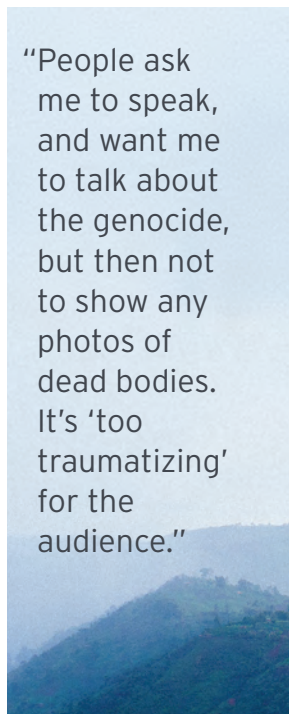 “People ask
me to speak,
and want me
to talk about
the genocide,
but then not
to show any
photos of
dead bodies.
It’s ‘too
traumatizing’
for the
audience.”